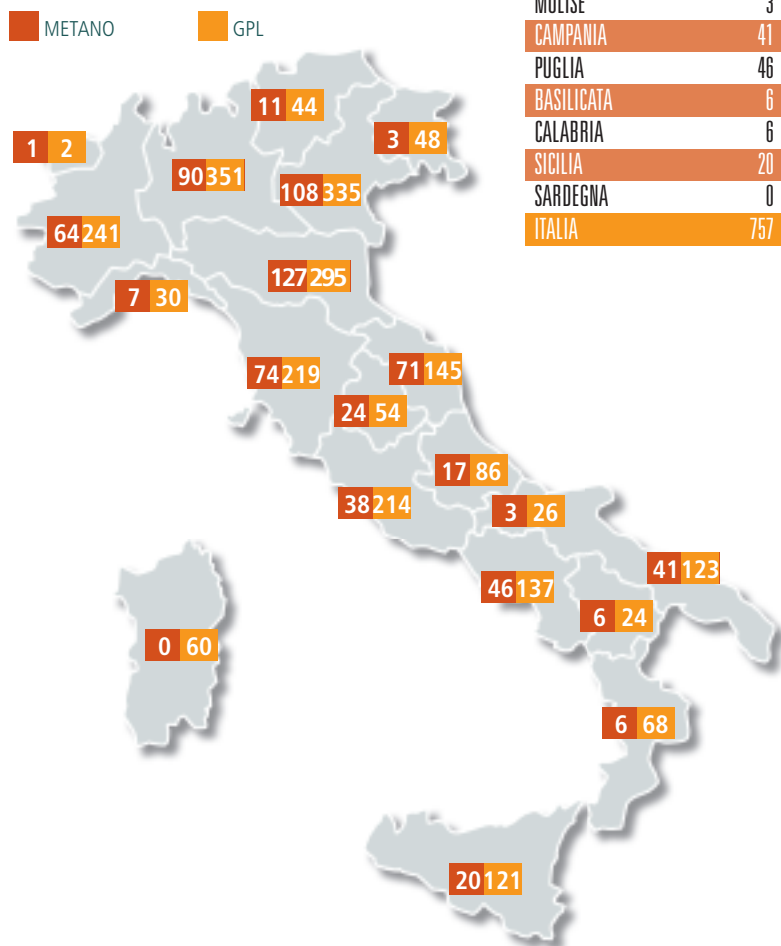 METANO GPL
MOLISE 3
CAMPANIA 41
PUGLIA 46
BASILICATA 6
CALABRIA 6
SICILIA 20
SARDEGNA 0
ITALIA 757
11 44
3 48
1 2
90 351
108 335
64 241
127 295
7 30
74 219
71 145
24 54
17 86
38 214
3 26
41 123
46 137
6 24
0 60
6 68
20 121